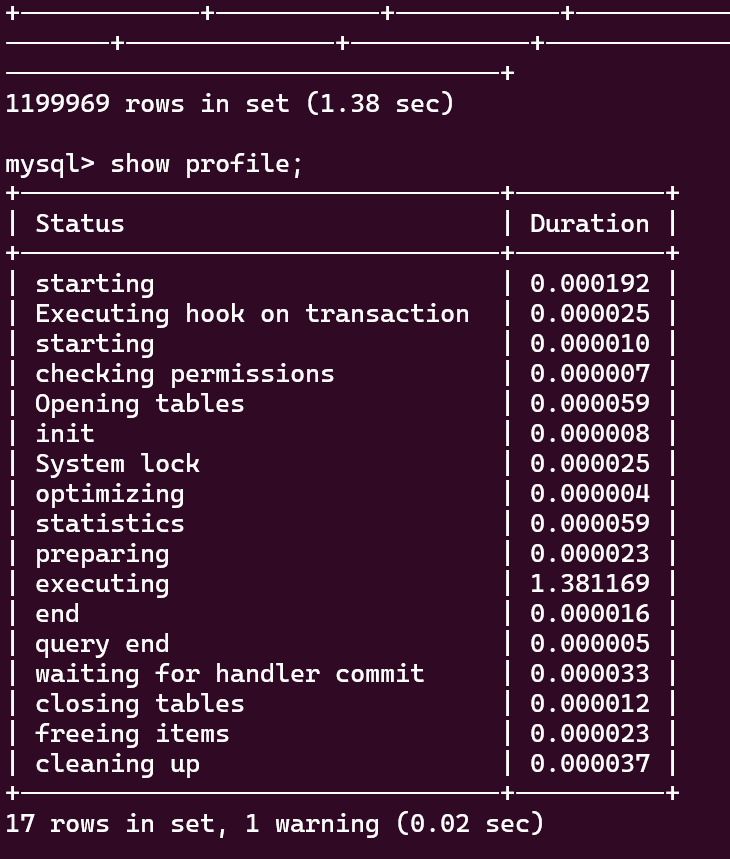 1199969 rows in set (1.38 sec)
mysql> show profile;
| Status | Duration |
| starting | 0.000192 |
| Executing hook on transaction | 0.000025 |
| starting | 0.000010 |
| checking permissions | 0.000007 |
| Opening tables | 0.000059 |
| init | 0.000008 |
| System lock | 0.000025 |
| optimizing | 0.000004 |
| statistics | 0.000059 |
| preparing | 0.000023 |
| executing | 1.381169 |
| end | 0.000016 |
| query end | 0.000005 |
| waiting for handler commit | 0.000033 |
| closing tables | 0.000012 |
| freeing items | 0.000023 |
| cleaning up | 0.000037 |
17 rows in set, 1 warning (0.02 sec)